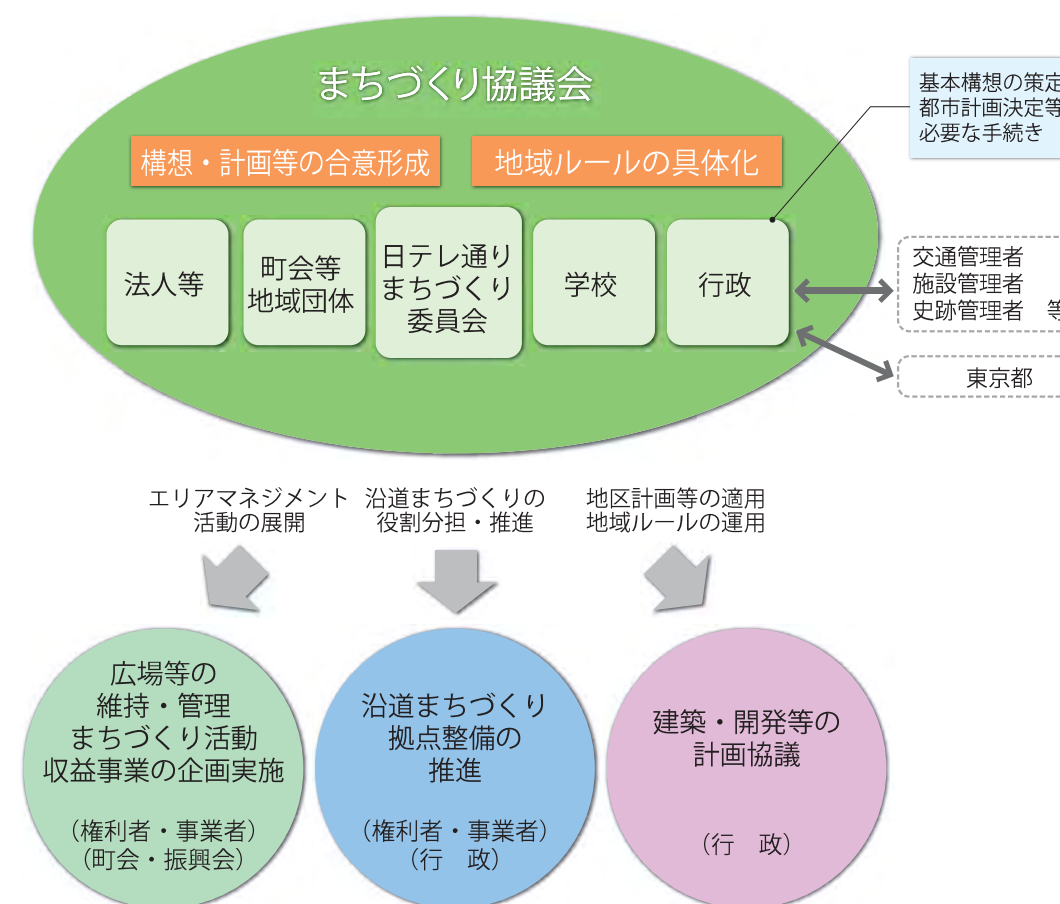 まちづくり協議会
構想・計画等の合意形成
地域ルールの具体化
法人等
町会等
地域団体
日テレ通り
まちづくり
委員会
学校
行政
基本構想の策定
都市計画決定等
必要な手続き
交通管理者
施設管理者
史跡管理者　等
東京都
エリアマネジメント
活動の展開
沿道まちづくりの
役割分担・推進
地区計画等の適用
地域ルールの運用
広場等の
維持・管理
まちづくり活動
収益事業の企画実施
（権利者・事業者）
（町会・振興会）
沿道まちづくり
拠点整備の
推進
（権利者・事業者）
（行　政）
建築・開発等の
計画協議
（行　政）